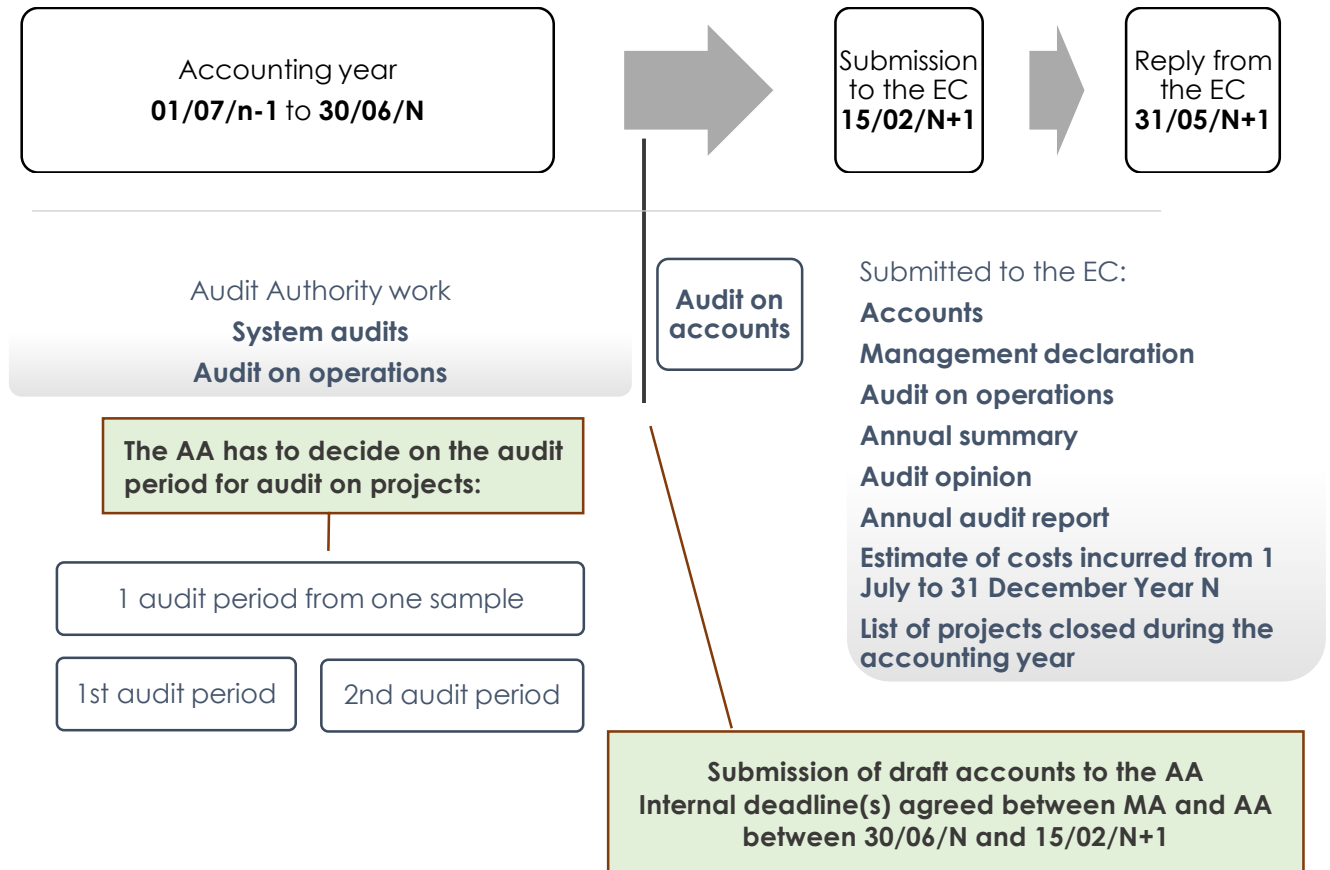 Accounting year
01/07/n-1 to 30/06/N
Submission
to the EC
15/02/N+1
Reply from
the EC
31/05/N+1
Audit Authority work
System audits
Audit on operations
Audit on
accounts
Submitted to the EC:
Accounts
Management declaration
Audit on operations
Annual summary
Audit opinion
Annual audit report
Estimate of costs incurred from 1
July to 31 December Year N
List of projects closed during the
accounting year
The AA has to decide on the audit
period for audit on projects:
1 audit period from one sample
1st audit period
2nd audit period
Submission of draft accounts to the AA
Internal deadline(s) agreed between MA and AA
between 30/06/N and 15/02/N+1